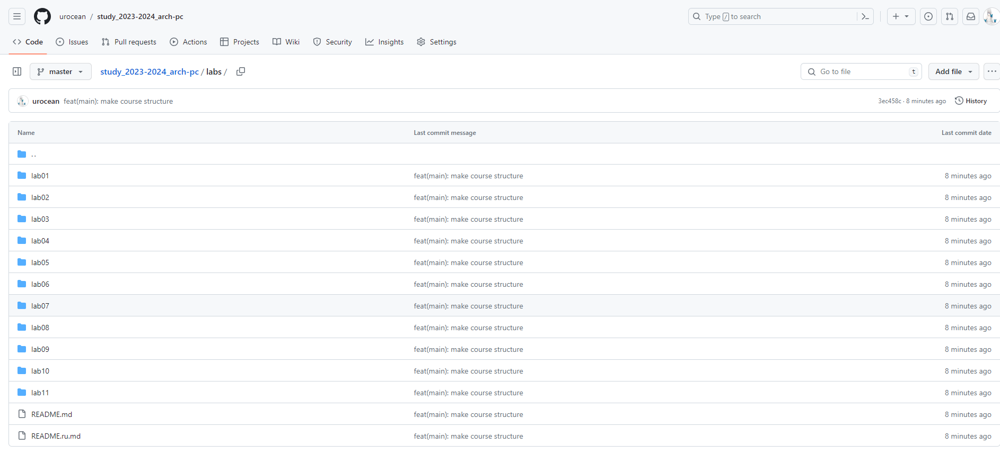 urocean / study_2023-2024_arch-pc
Type / to search
Code Issues Pull requests Actions Projects Wiki Security Insights Settings
master study_2023-2024_arch-pc / labs /
Go to file t Add file
urocean feat(main): make course structure 3ec458c · 8 minutes ago History
Name Last commit message Last commit date
..
lab01 feat(main): make course structure 8 minutes ago
lab02 feat(main): make course structure 8 minutes ago
lab03 feat(main): make course structure 8 minutes ago
lab04 feat(main): make course structure 8 minutes ago
lab05 feat(main): make course structure 8 minutes ago
lab06 feat(main): make course structure 8 minutes ago
lab07 feat(main): make course structure 8 minutes ago
lab08 feat(main): make course structure 8 minutes ago
lab09 feat(main): make course structure 8 minutes ago
lab10 feat(main): make course structure 8 minutes ago
lab11 feat(main): make course structure 8 minutes ago
README.md feat(main): make course structure 8 minutes ago
README.ru.md feat(main): make course structure 8 minutes ago